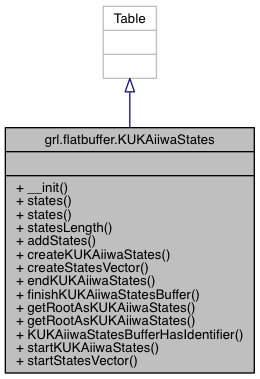 Table
grl.flatbuffer.KUKAiiwaStates
+ __init()
+ states()
+ states()
+ statesLength()
+ addStates()
+ createKUKAiiwaStates()
+ createStatesVector()
+ endKUKAiiwaStates()
+ finishKUKAiiwaStatesBuffer()
+ getRootAsKUKAiiwaStates()
+ getRootAsKUKAiiwaStates()
+ KUKAiiwaStatesBufferHasIdentifier()
+ startKUKAiiwaStates()
+ startStatesVector()